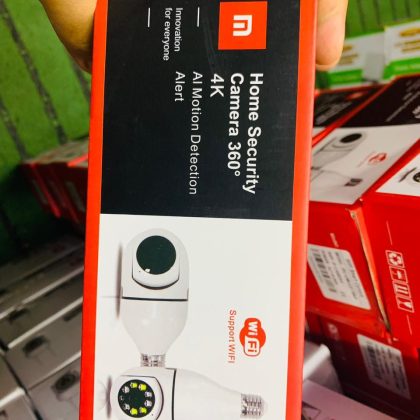 mi
Innovation
for everyone
Home Security
Camera 360°
4K
AI Motion Detection
Alert
WiFi
Support WIFI